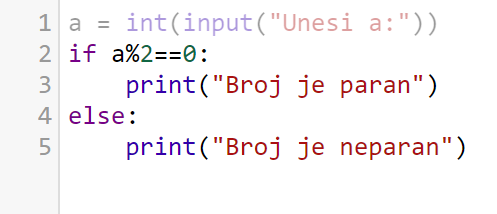 1 a = int(input("Unesi a:"))
2 if a%2==0:
3     print("Broj je paran")
4 else:
5     print("Broj je neparan")